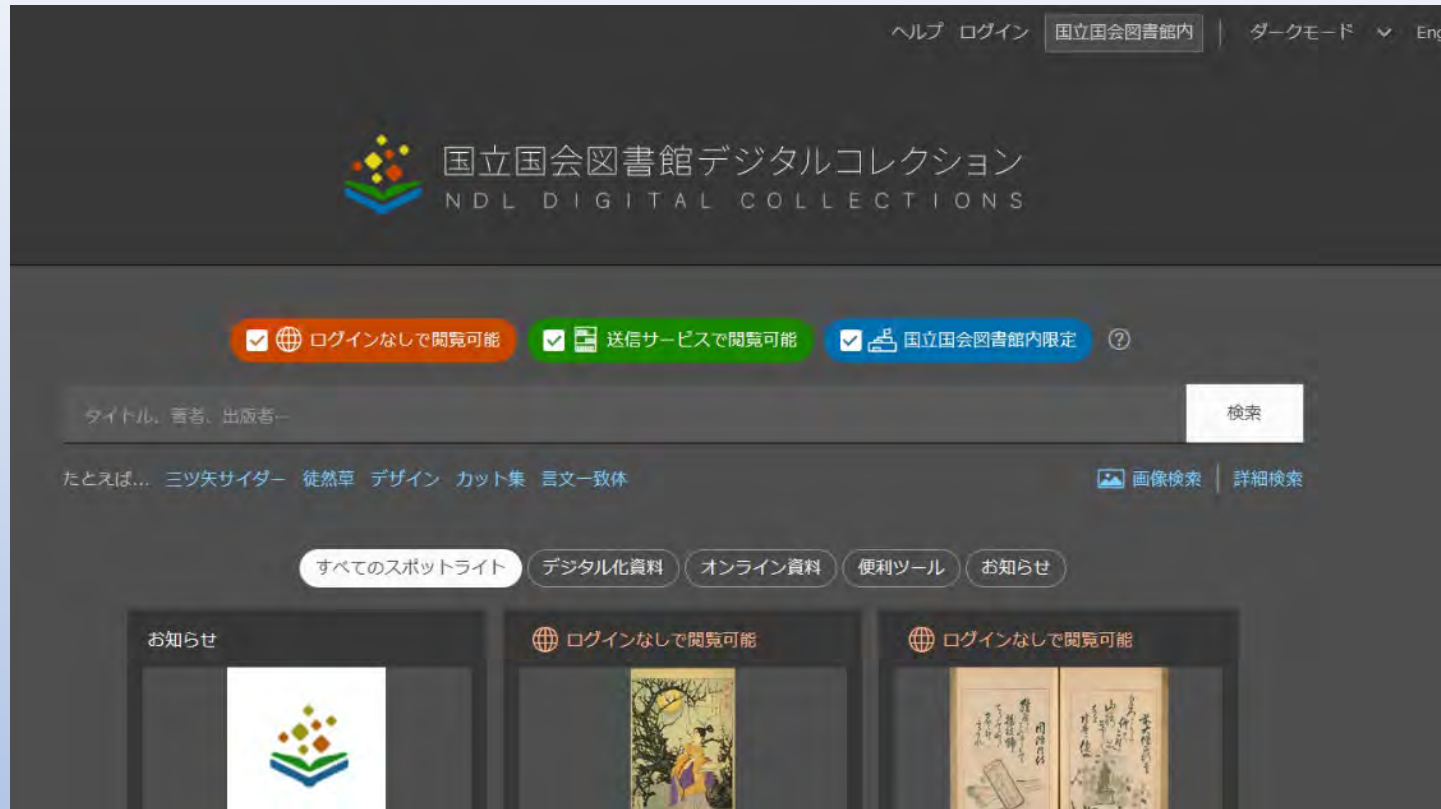 ヘルプ ログイン 国立国会図書館内 ダークモード Eng
国立国会図書館デジタルコレクション
NDL DIGITAL COLLECTIONS
ログインなしで閲覧可能 送信サービスで閲覧可能 国立国会図書館内限定
タイトル、著者、出版者…
検索
たとえば... 三ツ矢サイダー 徒然草 デザイン カット集 言文一致体
画像検索 詳細検索
すべてのスポットライト デジタル化資料 オンライン資料 便利ツール お知らせ
お知らせ
ログインなしで閲覧可能
ログインなしで閲覧可能